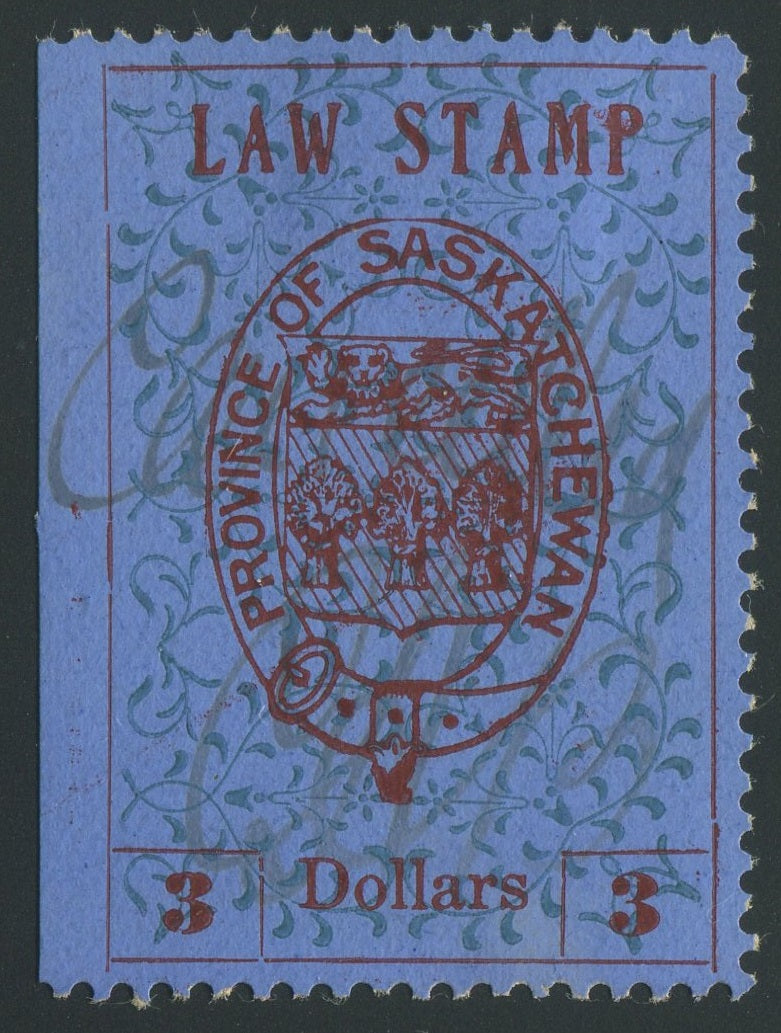 LAW STAMP
PROVINCE OF SASKATCHEWAN
3 Dollars 3